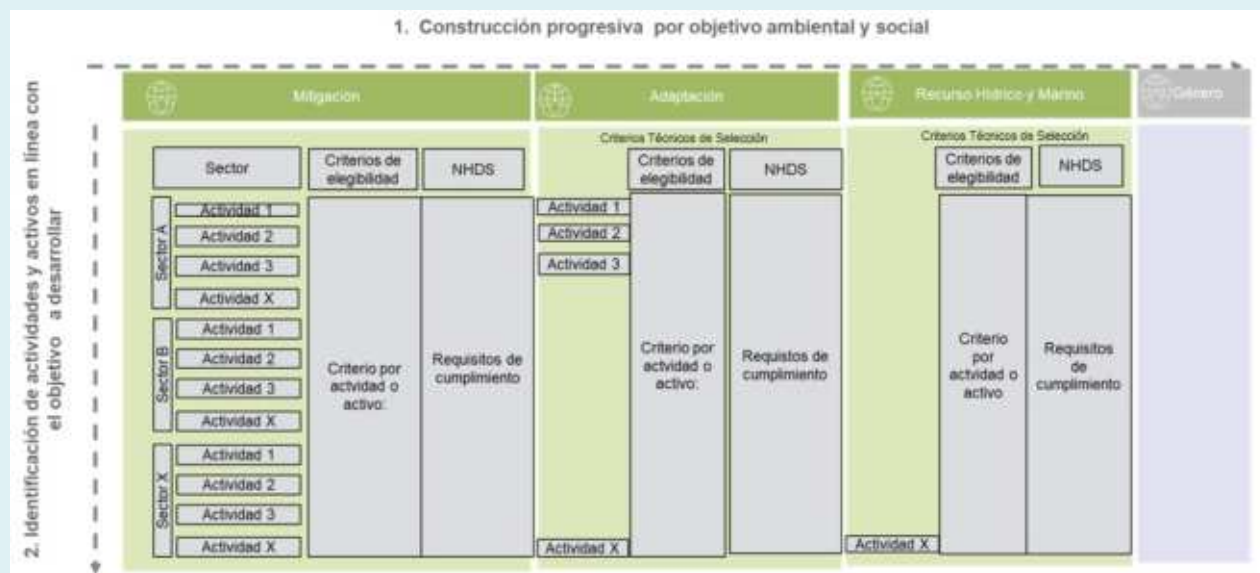 1. Construcción progresiva por objetivo ambiental y social
2. Identificación de actividades y activos en línea con
el objetivo a desarrollar
Mitigación
Adaptación
Recurso Hídrico y Marino
Género
Criterios Técnicos de Selección
Criterios Técnicos de Selección
Sector
Criterios de
elegibilidad
NHDS
Criterios de
elegibilidad
NHDS
Criterios de
elegibilidad
NHDS
Sector A
Actividad 1
Actividad 2
Actividad 3
Actividad X
Sector B
Actividad 1
Actividad 2
Actividad 3
Actividad X
Sector X
Actividad 1
Actividad 2
Actividad 3
Actividad X
Criterio por
actvidad o
activo:
Requisitos de
cumplimiento
Actividad 1
Actividad 2
Actividad 3
Actividad X
Criterio por
actvidad o
activo:
Requistos de
cumplimiento
Actividad X
Criterio
por
actvidad o
activo
Requisitos
de
cumplimiento